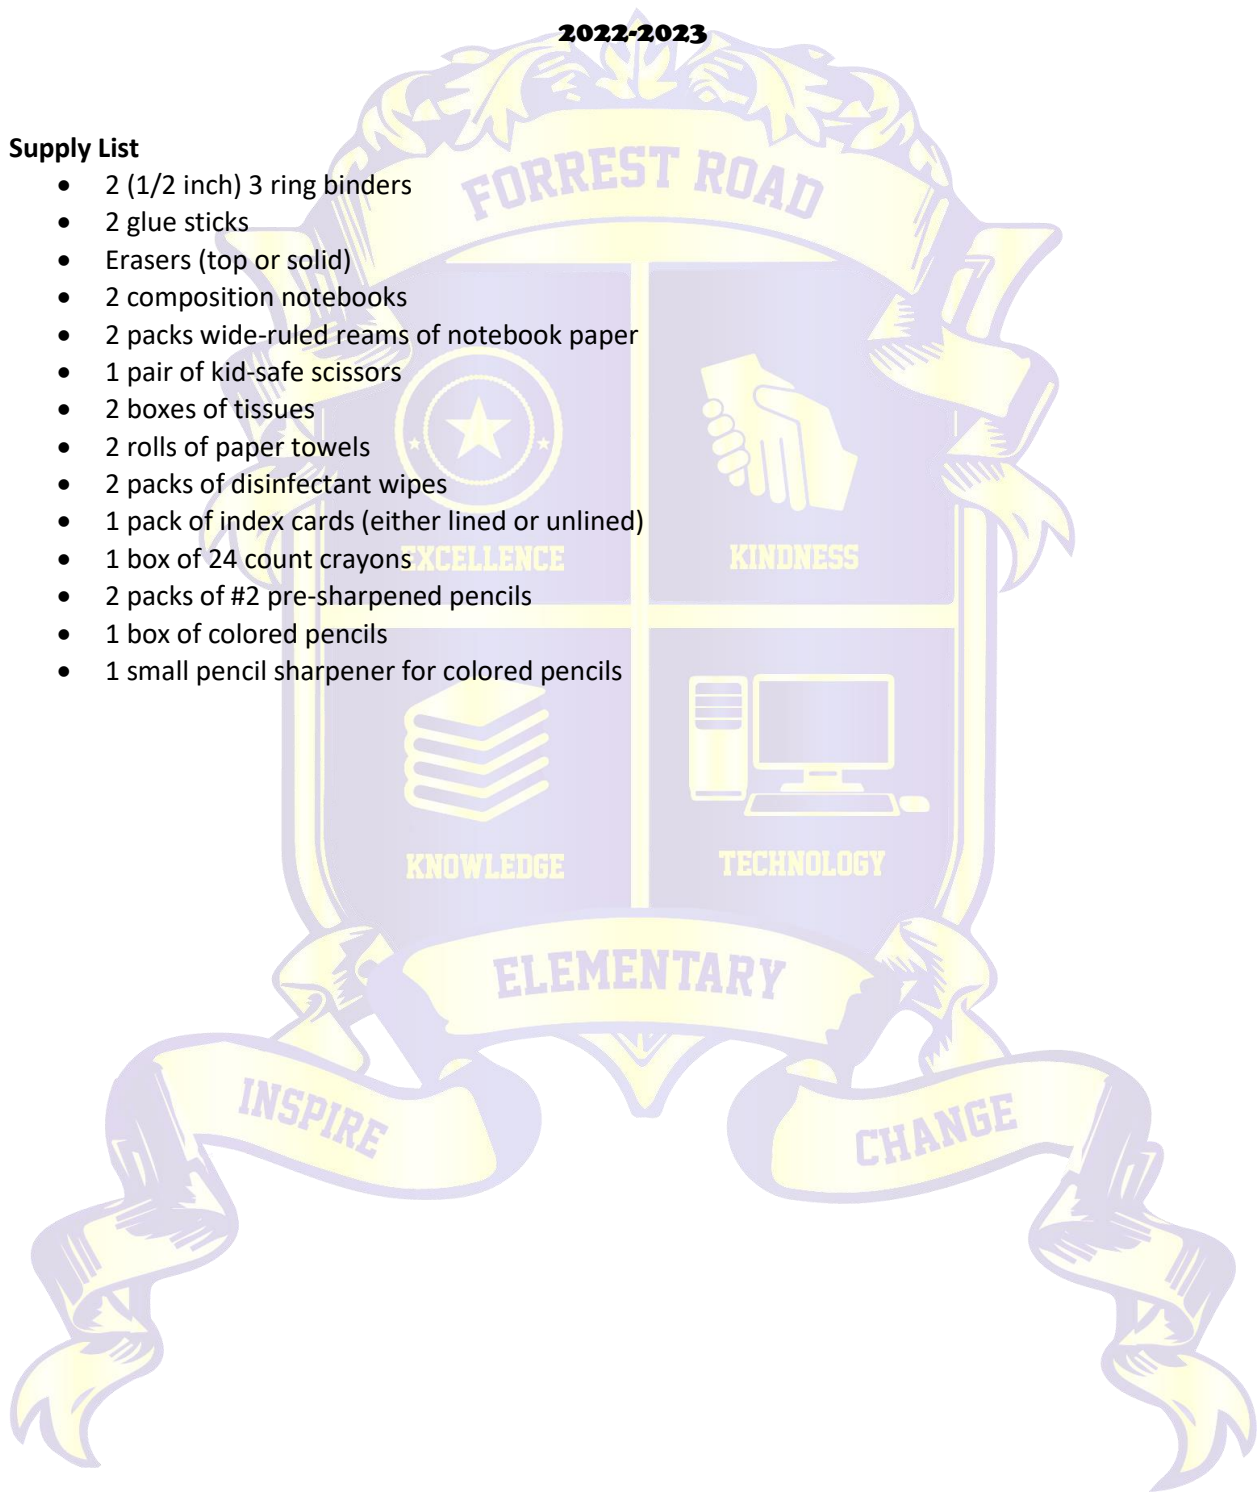 2022-2023
FORREST ROAD
Supply List
• 2 (1/2 inch) 3 ring binders
• 2 glue sticks
• Erasers (top or solid)
• 2 composition notebooks
• 2 packs wide-ruled reams of notebook paper
• 1 pair of kid-safe scissors
• 2 boxes of tissues
• 2 rolls of paper towels
• 2 packs of disinfectant wipes
• 1 pack of index cards (either lined or unlined)
• 1 box of 24 count crayons
• 2 packs of #2 pre-sharpened pencils
• 1 box of colored pencils
• 1 small pencil sharpener for colored pencils
EXCELLENCE
KINDNESS
KNOWLEDGE
TECHNOLOGY
ELEMENTARY
INSPIRE
CHANGE